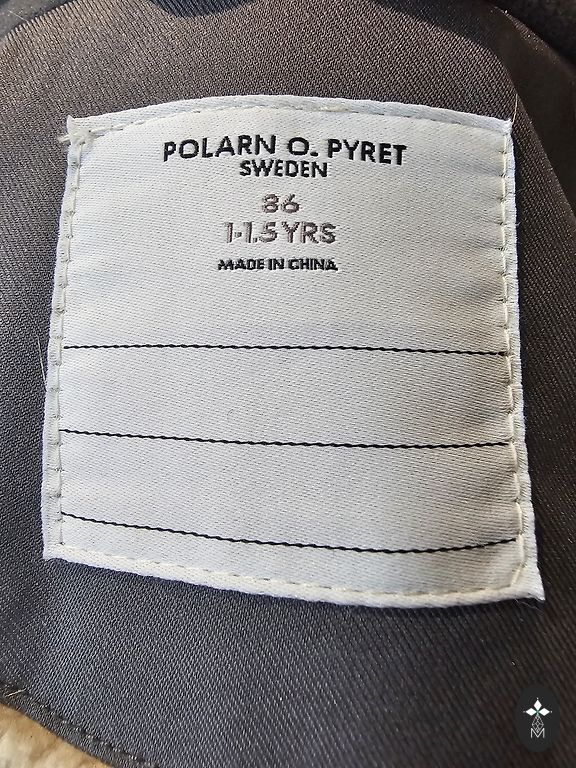 POLARN O. PYRET
SWEDEN
86
1-1.5 YRS
MADE IN CHINA
M